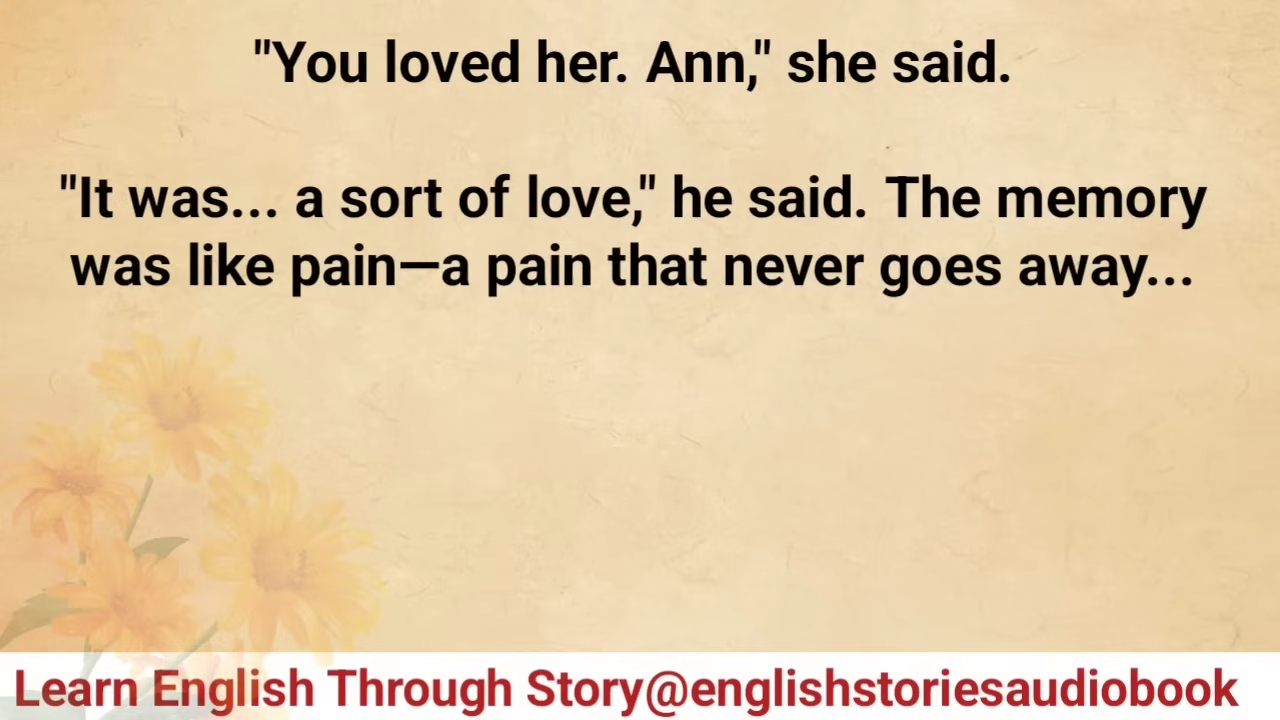 "You loved her. Ann," she said.
"It was... a sort of love," he said. The memory
was like pain—a pain that never goes away...
Learn English Through Story@englishstoriesaudiobook